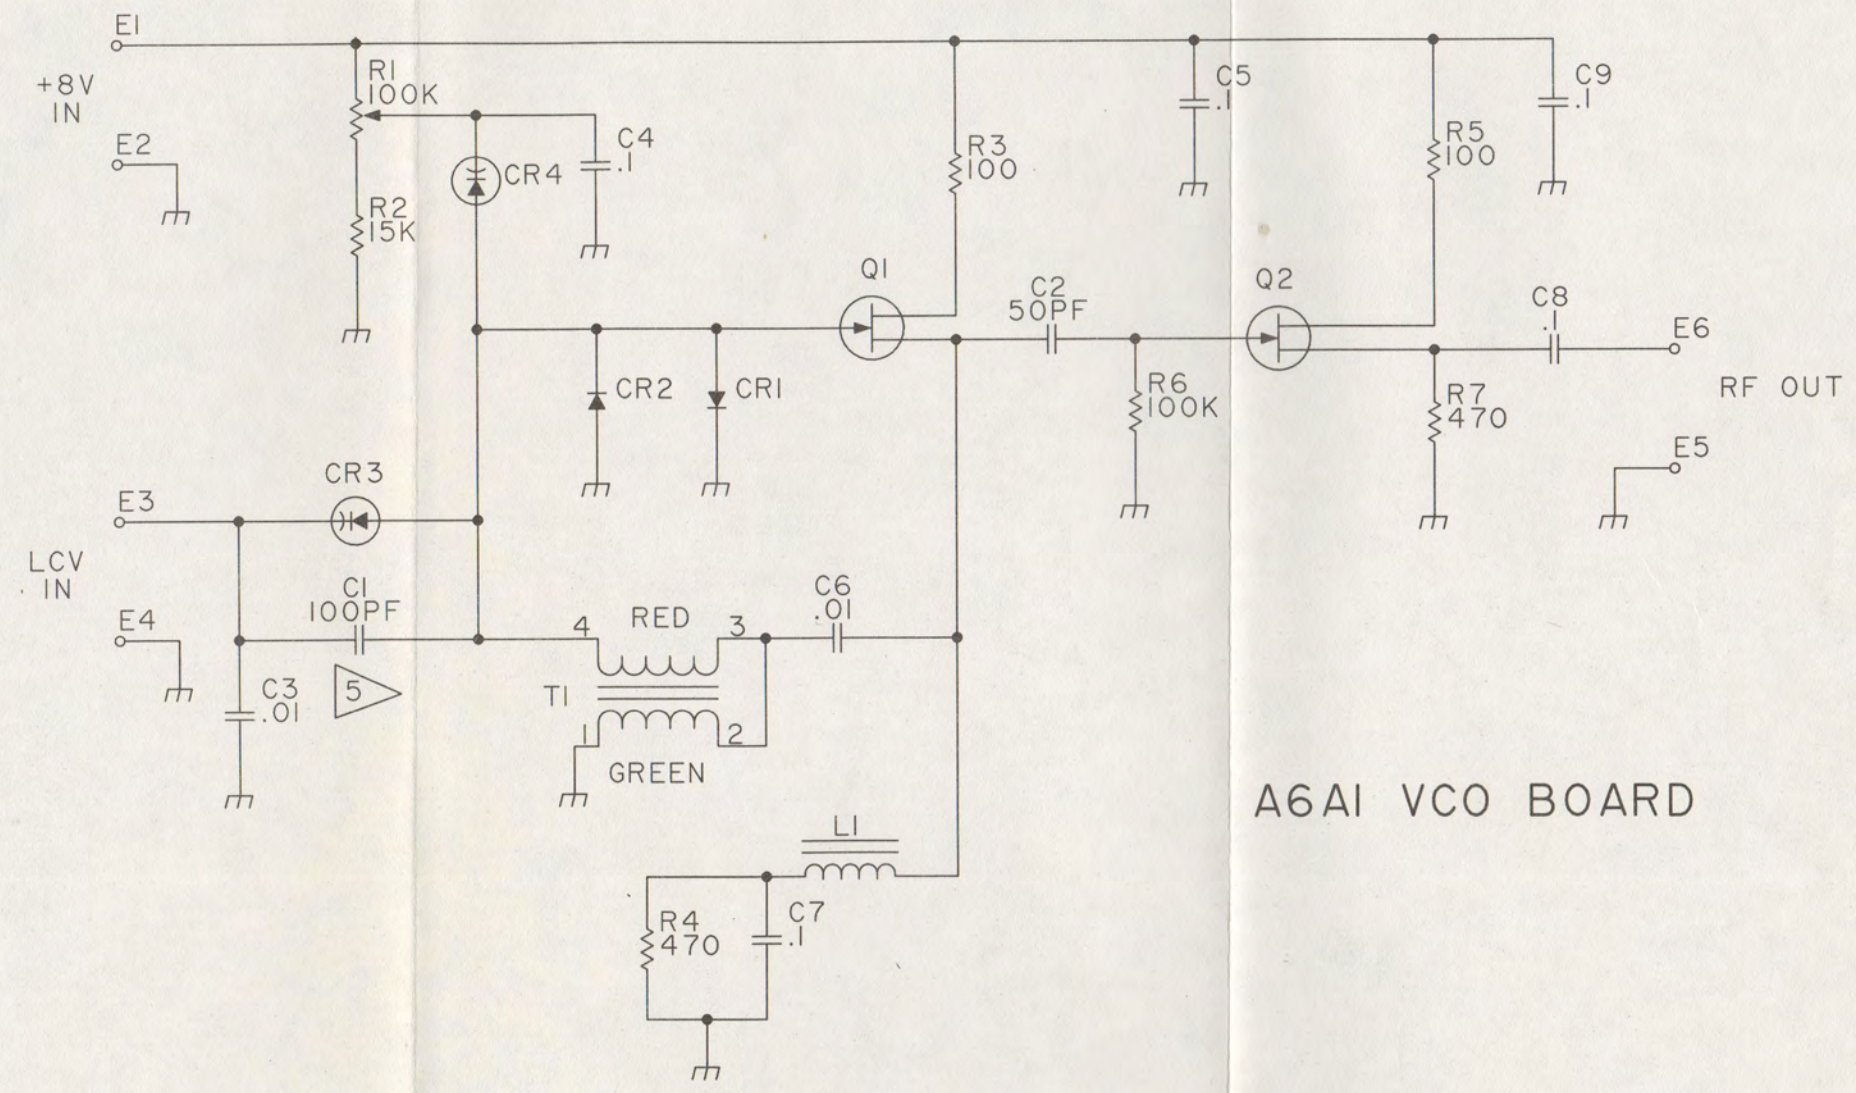 E1
+8V
IN
E2
R1
100K
R2
15K
CR4
C4
.1
R3
100
C5
.1
R5
100
C9
.1
Q1
C2
50PF
Q2
C8
.1
E6
RF OUT
CR2
CR1
R6
100K
R7
470
E5
CR3
E3
LCV
IN
E4
C1
100PF
C3
.01
5
4
RED
3
C6
.01
T1
1
2
GREEN
L1
R4
470
C7
.1
A6A1 VCO BOARD